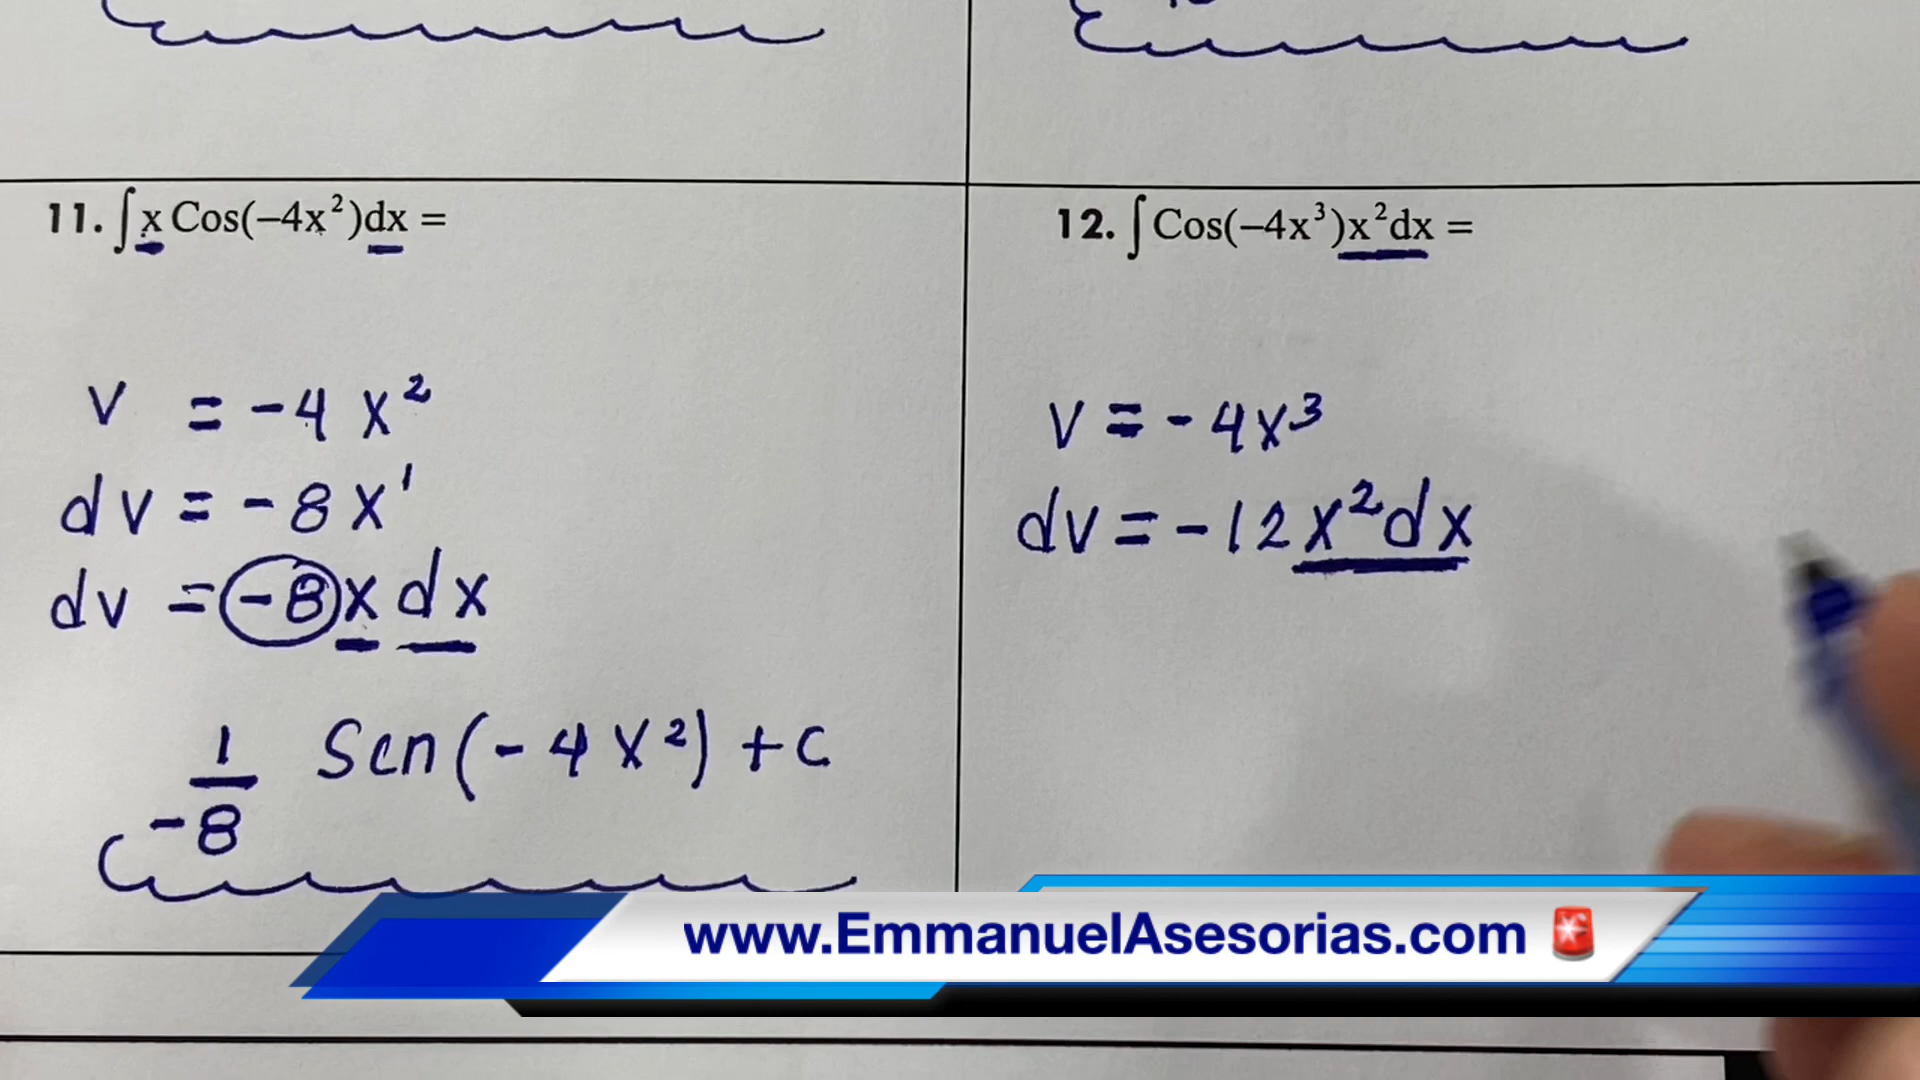 11. ∫x Cos(–4x²)dx =
v = -4x²
dv = -8x¹
dv = -8x dx
1
-8 Sen(-4x²) + c
12. ∫Cos(–4x³)x²dx =
v = -4x³
dv = -12x²dx
www.EmmanuelAsesorias.com